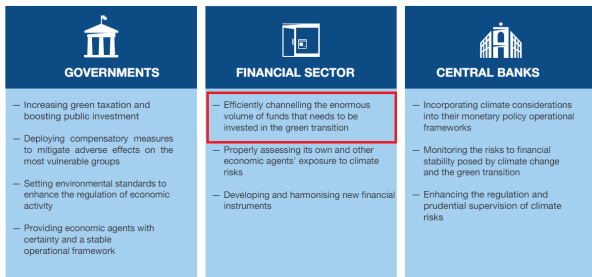 GOVERNMENTS
— Increasing green taxation and
boosting public investment
— Deploying compensatory measures
to mitigate adverse effects on the
most vulnerable groups
— Setting environmental standards to
enhance the regulation of economic
activity
— Providing economic agents with
certainty and a stable
operational framework
FINANCIAL SECTOR
— Efficiently channelling the enormous
volume of funds that needs to be
invested in the green transition
— Properly assessing its own and other
economic agents' exposure to climate
risks
— Developing and harmonising new financial
instruments
CENTRAL BANKS
— Incorporating climate considerations
into their monetary policy operational
frameworks
— Monitoring the risks to financial
stability posed by climate change
and the green transition
— Enhancing the regulation and
prudential supervision of climate
risks